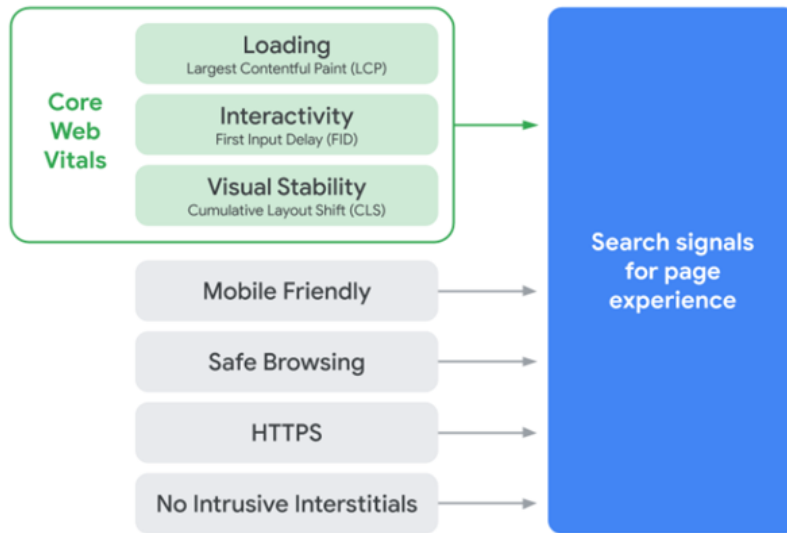 Loading
Largest Contentful Paint (LCP)
Core
Web
Vitals
Interactivity
First Input Delay (FID)
Visual Stability
Cumulative Layout Shift (CLS)
Mobile Friendly
Safe Browsing
HTTPS
No Intrusive Interstitials
Search signals
for page
experience